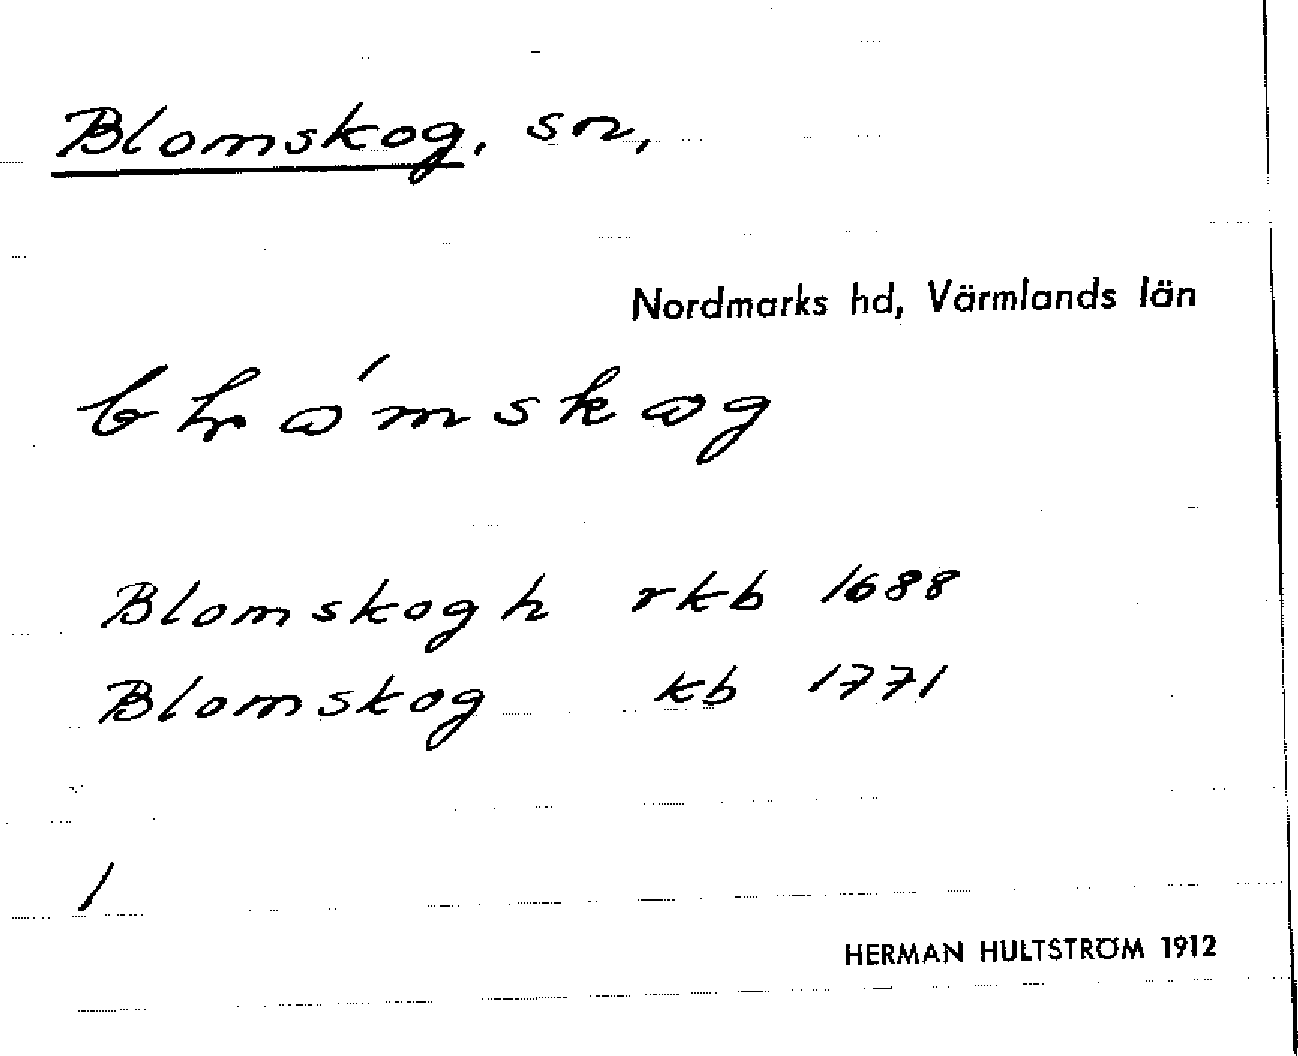 Blomskog, sn,
Nordmarks hd, Värmlands län
Blomskogh rkb 1688
Blomskog kb 1771
1
HERMAN HULTSTRÖM 1912